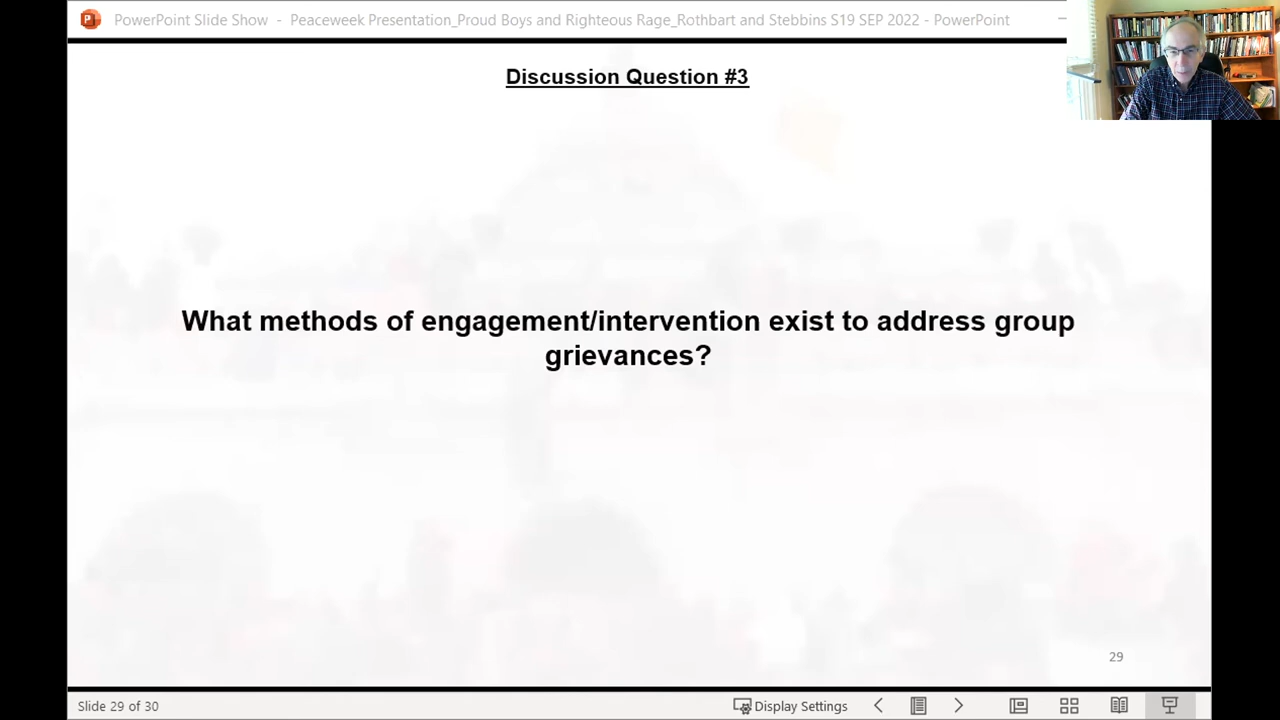 PowerPoint Slide Show - Peaceweek Presentation_Proud Boys and Righteous Rage_Rothbart and Stebbins S19 SEP 2022 - PowerPoint
Discussion Question #3
What methods of engagement/intervention exist to address group
grievances?
29
Slide 29 of 30
Display Settings